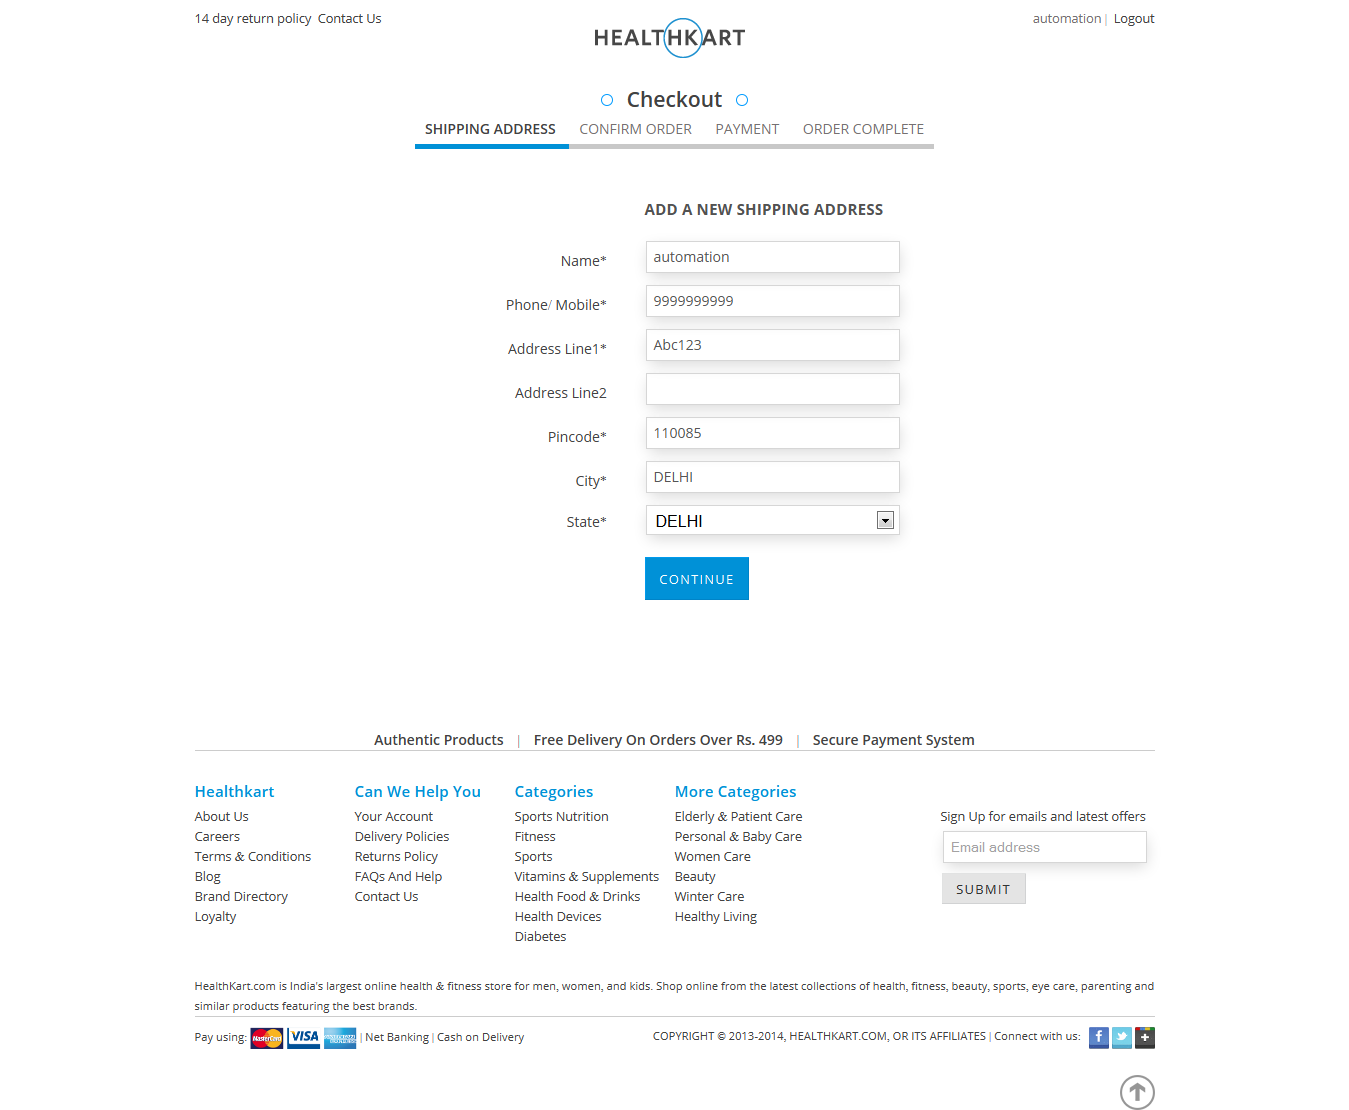 14 day return policy Contact Us
automation | Logout
HEALTHKART
Checkout
SHIPPING ADDRESS CONFIRM ORDER PAYMENT ORDER COMPLETE
ADD A NEW SHIPPING ADDRESS
Name* automation
Phone/ Mobile* 9999999999
Address Line1* Abc123
Address Line2
Pincode* 110085
City* DELHI
State* DELHI
CONTINUE
Authentic Products | Free Delivery On Orders Over Rs. 499 | Secure Payment System
Healthkart
About Us
Careers
Terms & Conditions
Blog
Brand Directory
Loyalty
Can We Help You
Your Account
Delivery Policies
Returns Policy
FAQs And Help
Contact Us
Categories
Sports Nutrition
Fitness
Sports
Vitamins & Supplements
Health Food & Drinks
Health Devices
Diabetes
More Categories
Elderly & Patient Care
Personal & Baby Care
Women Care
Beauty
Winter Care
Healthy Living
Sign Up for emails and latest offers
Email address
SUBMIT
HealthKart.com is India's largest online health & fitness store for men, women, and kids. Shop online from the latest collections of health, fitness, beauty, sports, eye care, parenting and
similar products featuring the best brands.
Pay using: MasterCard VISA | Net Banking | Cash on Delivery
COPYRIGHT © 2013-2014, HEALTHKART.COM, OR ITS AFFILIATES | Connect with us: f